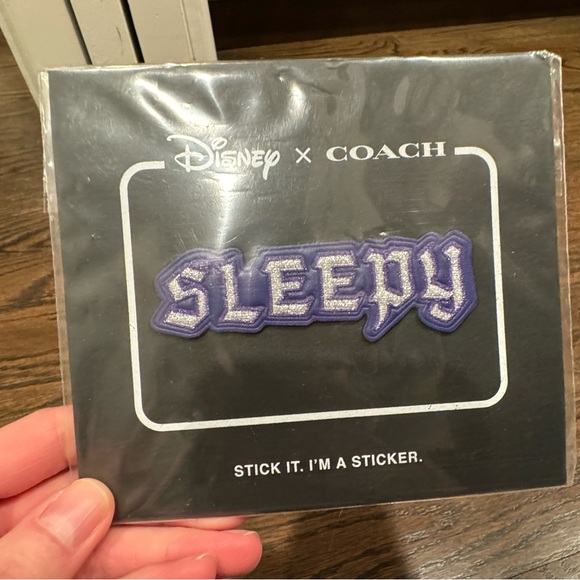 Disney X COACH
SLEEPY
STICK IT. I'M A STICKER.